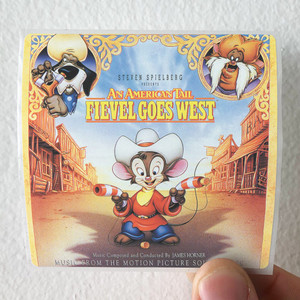 STEVEN SPIELBERG
PRESENTS
AN AMERICAN TAIL
FIEVEL GOES WEST
Music Composed and Conducted By JAMES HORNER
MUSIC FROM THE MOTION PICTURE SO